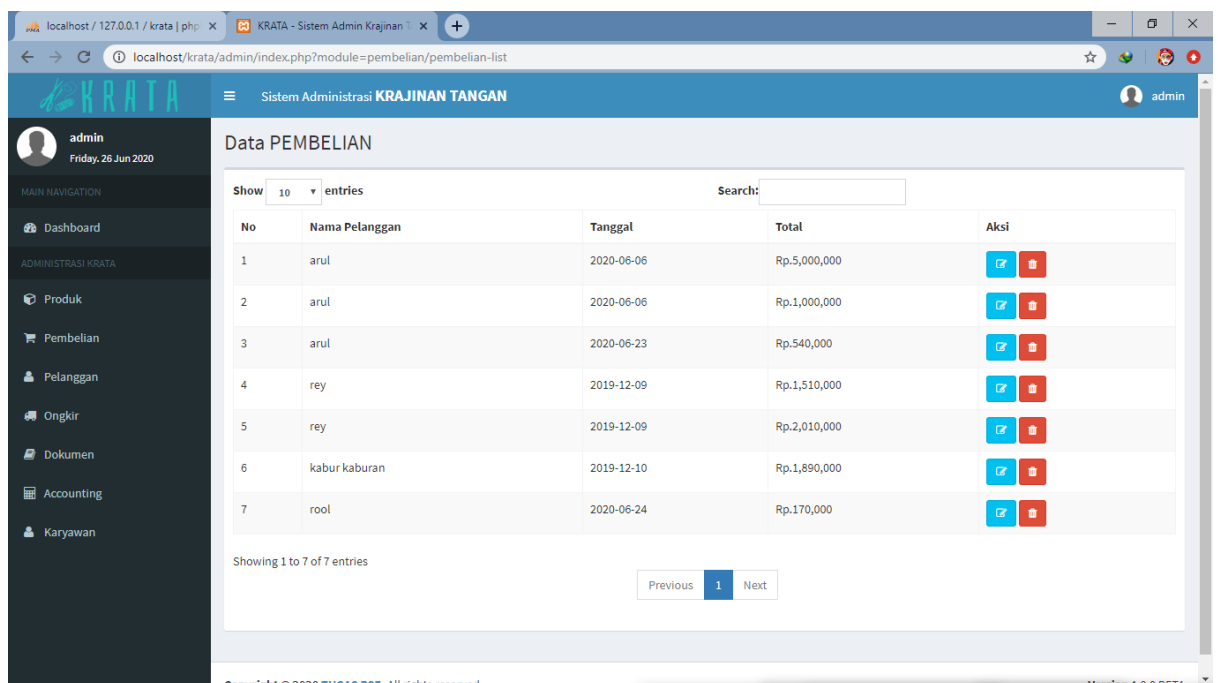 localhost / 127.0.0.1 / krata | php
KRATA - Sistem Admin Krajinan T
localhost/krata/admin/index.php?module=pembelian/pembelian-list
KRATA
Sistem Administrasi KRAJINAN TANGAN
admin
admin
Friday. 26 Jun 2020
MAIN NAVIGATION
Dashboard
ADMINISTRASI KRATA
Produk
Pembelian
Pelanggan
Ongkir
Dokumen
Accounting
Karyawan
Data PEMBELIAN
Show 10 entries Search:
No Nama Pelanggan Tanggal Total Aksi
1 arul 2020-06-06 Rp.5,000,000
2 arul 2020-06-06 Rp.1,000,000
3 arul 2020-06-23 Rp.540,000
4 rey 2019-12-09 Rp.1,510,000
5 rey 2019-12-09 Rp.2,010,000
6 kabur kaburan 2019-12-10 Rp.1,890,000
7 rool 2020-06-24 Rp.170,000
Showing 1 to 7 of 7 entries
Previous 1 Next